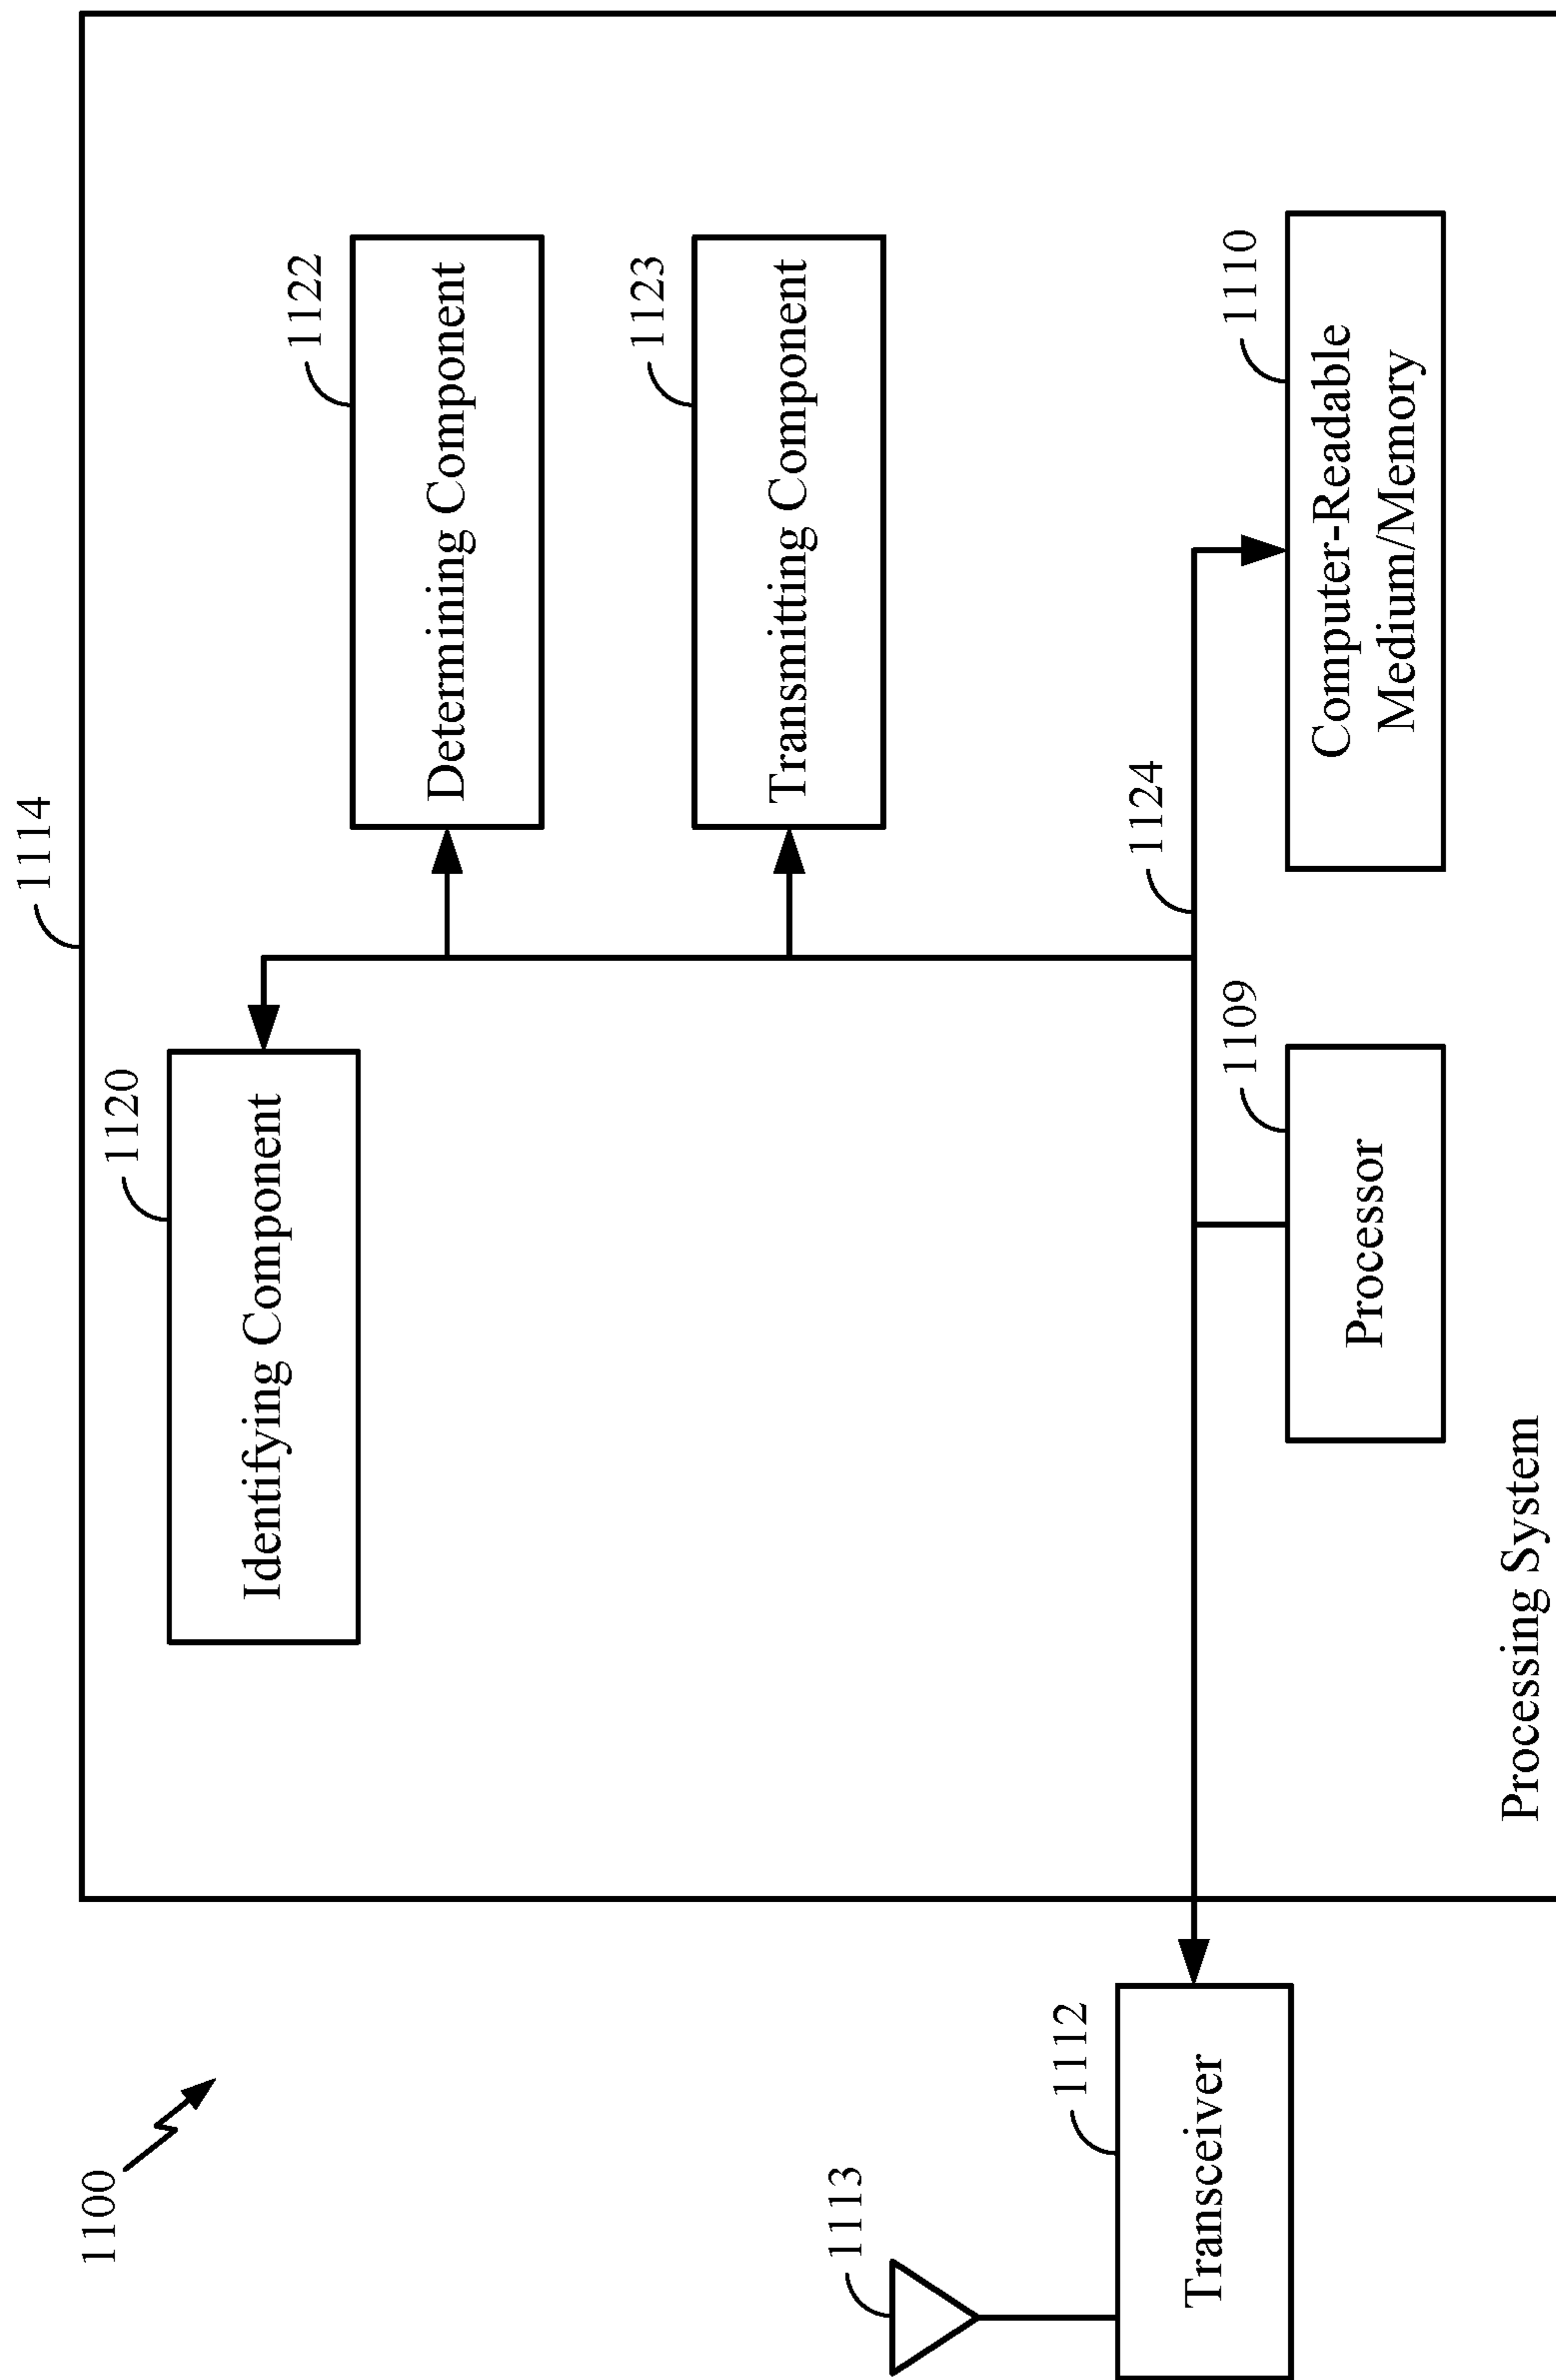 1100
1114
1120
Identifying Component
1122
Determining Component
1123
Transmitting Component
1113
1112
Transceiver
1124
1109
Processor
1110
Computer-Readable
Medium/Memory
Processing System